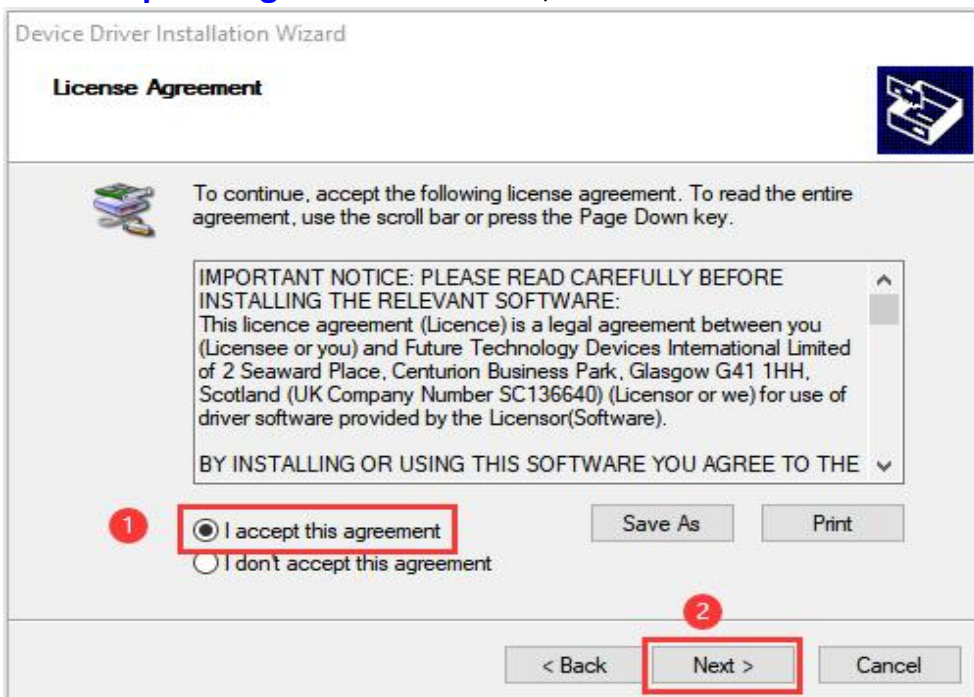 Device Driver Installation Wizard
License Agreement
To continue, accept the following license agreement. To read the entire
agreement, use the scroll bar or press the Page Down key.
IMPORTANT NOTICE: PLEASE READ CAREFULLY BEFORE
INSTALLING THE RELEVANT SOFTWARE:
This licence agreement (Licence) is a legal agreement between you
(Licensee or you) and Future Technology Devices International Limited
of 2 Seaward Place, Centurion Business Park, Glasgow G41 1HH,
Scotland (UK Company Number SC136640) (Licensor or we) for use of
driver software provided by the Licensor(Software).
BY INSTALLING OR USING THIS SOFTWARE YOU AGREE TO THE
1
I accept this agreement
Save As
Print
I don't accept this agreement
2
< Back
Next >
Cancel